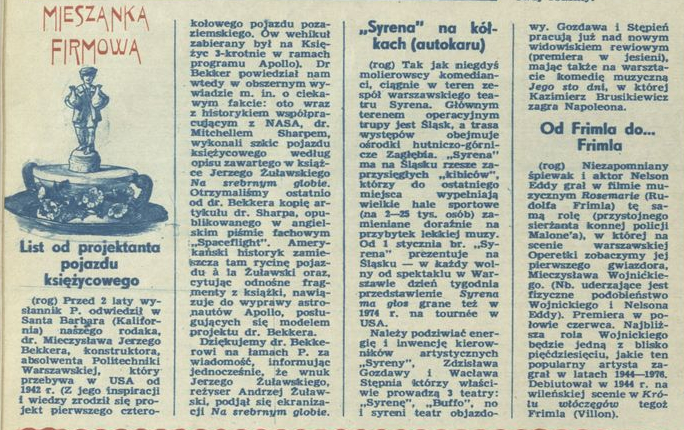 MIESZANKA
FIRMOWA
List od projektanta
pojazdu
księżycowego
(rog) Przed 2 laty wy-
słannik P. odwiedził w
Santa Barbara (Kalifor-
nia) naszego rodaka,
dr. Mieczysława Jerzego
Bekkera, konstruktora,
absolwenta Politechniki
Warszawskiej, który
przebywa w USA od
1942 r. (Z jego inspiracji
i wiedzy zrodził się pro-
jekt pierwszego cztero-
kołowego pojazdu poza-
ziemskiego. Ów wehikuł
zabierany był na Księ-
życ 3-krotnie w ramach
programu Apollo). Dr
Bekker powiedział nam
wtedy w obszernym wy-
wiadzie m. in. o cieka-
wym fakcie: oto wraz
z historykiem współpra-
cującym z NASA, dr.
Mitchellem Sharpem,
wykonali szkic pojazdu
księżycowego według
opisu zawartego w książ-
ce Jerzego Żuławskiego
Na srebrnym globie.
Otrzymaliśmy ostatnio
od dr. Bekkera kopię ar-
tykułu dr. Sharpa, opu-
blikowanego w angiel-
skim piśmie fachowym
„Spaceflight". Amery-
kański historyk zamie-
szcza tam rycinę pojaz-
du à la Żuławski oraz,
cytując odnośne frag-
menty z książki, nawią-
zuje do wyprawy astro-
nautów Apollo, posłu-
gujących się modelem
projektu dr. Bekkera.
Dziękujemy dr. Bekke-
rowi na łamach P. za
wiadomość, informując
jednocześnie, że wnuk
Jerzego Żuławskiego,
reżyser Andrzej Żuław-
ski, podjął się ekraniza-
cji Na srebrnym globie.
„Syrena" na kół-
kach (autokaru)
(rog) Tak jak niegdyś
molierowscy komedian-
ci, ciągnie w teren ze-
spół warszawskiego tea-
tru Syrena. Głównym
terenem operacyjnym
trupy jest Śląsk, a trasa
występów obejmuje
ośrodki hutniczo-górni-
cze Zagłębia. „Syrena"
ma na Śląsku rzesze za-
przysięgłych „kibiców",
którzy do ostatniego
miejsca wypełniają
wielkie hale sportowe
(na 2—25 tys. osób) za-
mieniane doraźnie na
przybytek lekkiej muzy.
Od 1 stycznia br. „Sy-
rena" prezentuje na
Śląsku — w każdy wol-
ny od spektaklu w War-
szawie dzień tygodnia
przedstawienie Syrena
ma głos grane też w
1974 r. na tournée w
USA.
Należy podziwiać ener-
gię i inwencję kierow-
ników artystycznych
„Syreny", Zdzisława
Gozdawy i Wacława
Stępnia którzy właści-
wie prowadzą 3 teatry:
„Syrenę", „Buffo", no
i syreni teatr objazdo-
wy. Gozdawa i Stępień
pracują już nad nowym
widowiskiem rewiowym
(premiera w jesieni),
mając także na warszta-
cie komedię muzyczną
Jego sto dni, w której
Kazimierz Brusikiewicz
zagra Napoleona.
Od Frimla do...
Frimla
(rog) Niezapomniany
śpiewak i aktor Nelson
Eddy grał w filmie mu-
zycznym Rosemarie (Ru-
dolfa Frimla) tę sa-
mą rolę (przystojnego
sierżanta konnej policji
Malone'a), w której na
scenie warszawskiej
Operetki zobaczymy jej
pierwszego gwiazdora,
Mieczysława Wojnickie-
go. (Nb. uderzające jest
fizyczne podobieństwo
Wojnickiego i Nelsona
Eddy). Premiera w po-
łowie czerwca. Najbliż-
sza rola Wojnickiego
będzie jedną z blisko
pięćdziesięciu, jakie ten
popularny artysta za-
grał w latach 1944—1976.
Debiutował w 1944 r. na
wileńskiej scenie w Kró-
lu włóczęgów tegoż
Frimla (Villon).